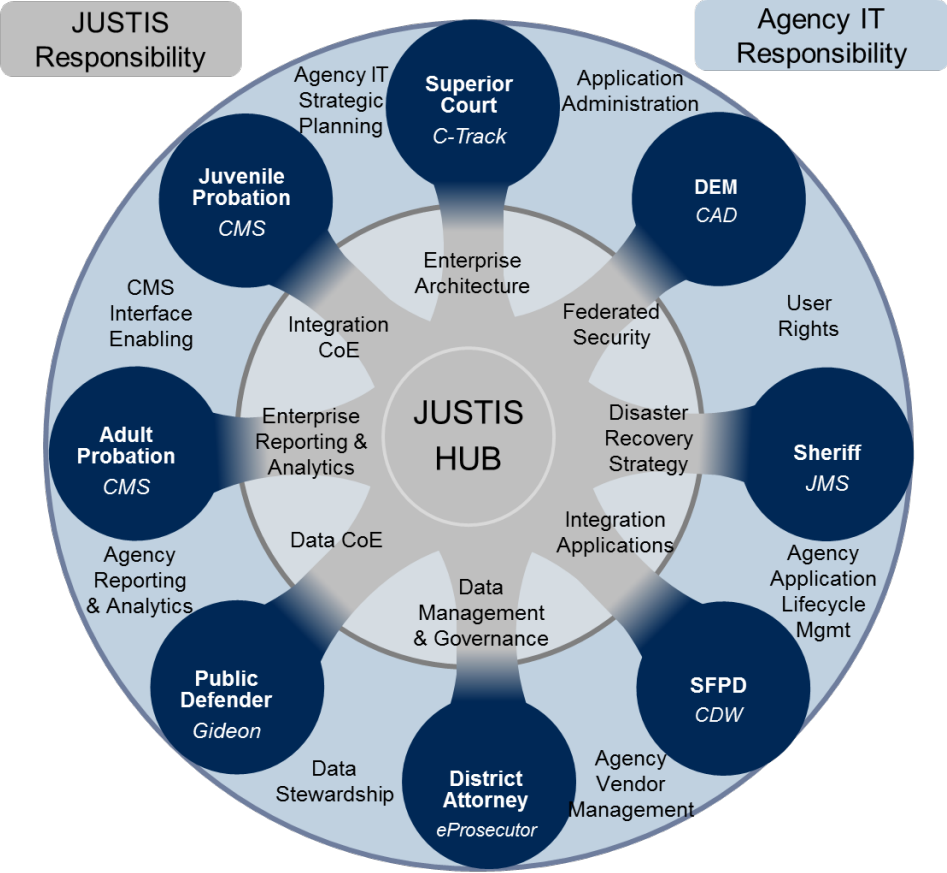 JUSTIS
Responsibility
Agency IT
Responsibility
Agency IT
Strategic
Planning
Superior
Court
C-Track
Application
Administration
Juvenile
Probation
CMS
DEM
CAD
Enterprise
Architecture
CMS
Interface
Enabling
Integration
CoE
Federated
Security
User
Rights
JUSTIS
HUB
Adult
Probation
CMS
Enterprise
Reporting &
Analytics
Disaster
Recovery
Strategy
Sheriff
JMS
Data CoE
Integration
Applications
Agency
Reporting
& Analytics
Data
Management
& Governance
Agency
Application
Lifecycle
Mgmt
Public
Defender
Gideon
SFPD
CDW
Data
Stewardship
District
Attorney
eProsecutor
Agency
Vendor
Management